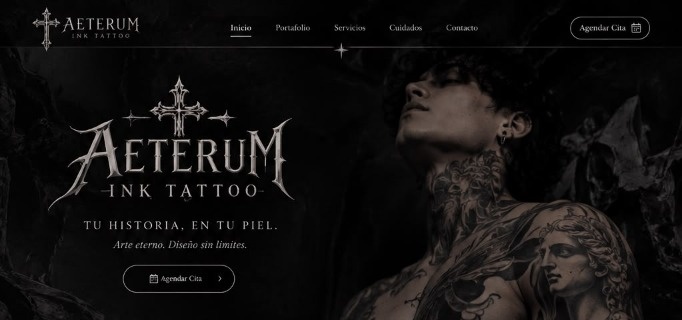 AETERUM
INK TATTOO
Inicio
Portafolio
Servicios
Cuidados
Contacto
Agendar Cita
AETERUM
INK TATTOO
TU HISTORIA, EN TU PIEL.
Arte eterno. Diseño sin límites.
Agendar Cita